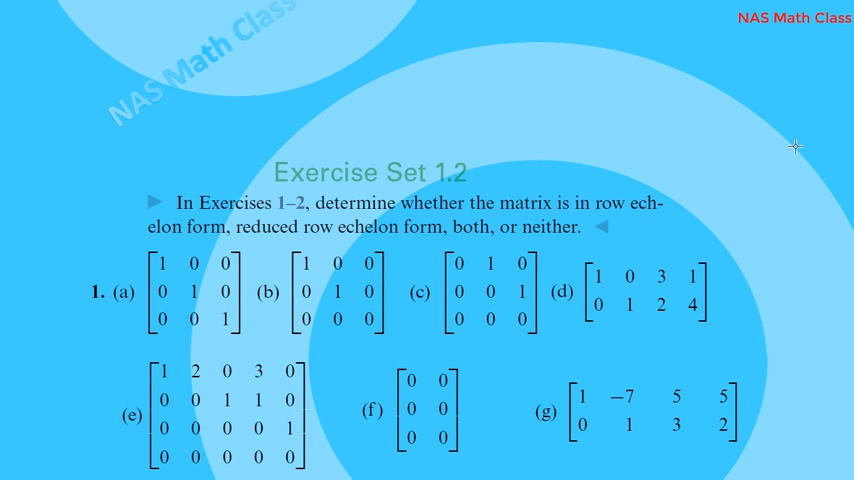 NAS Math Class
NAS Math Class
Exercise Set 1.2
▶ In Exercises 1–2, determine whether the matrix is in row ech-
elon form, reduced row echelon form, both, or neither. ◀
1. (a) [1 0 0 (b) [1 0 0 (c) [0 1 0 (d) [1 0 3 1
0 1 0 0 1 0 0 0 1 0 1 2 4]
0 0 1] 0 0 0] 0 0 0]
(e) [1 2 0 3 0 (f) [0 0 (g) [1 −7 5 5
0 0 1 1 0 0 0 0 1 3 2]
0 0 0 0 1 0 0]
0 0 0 0 0]